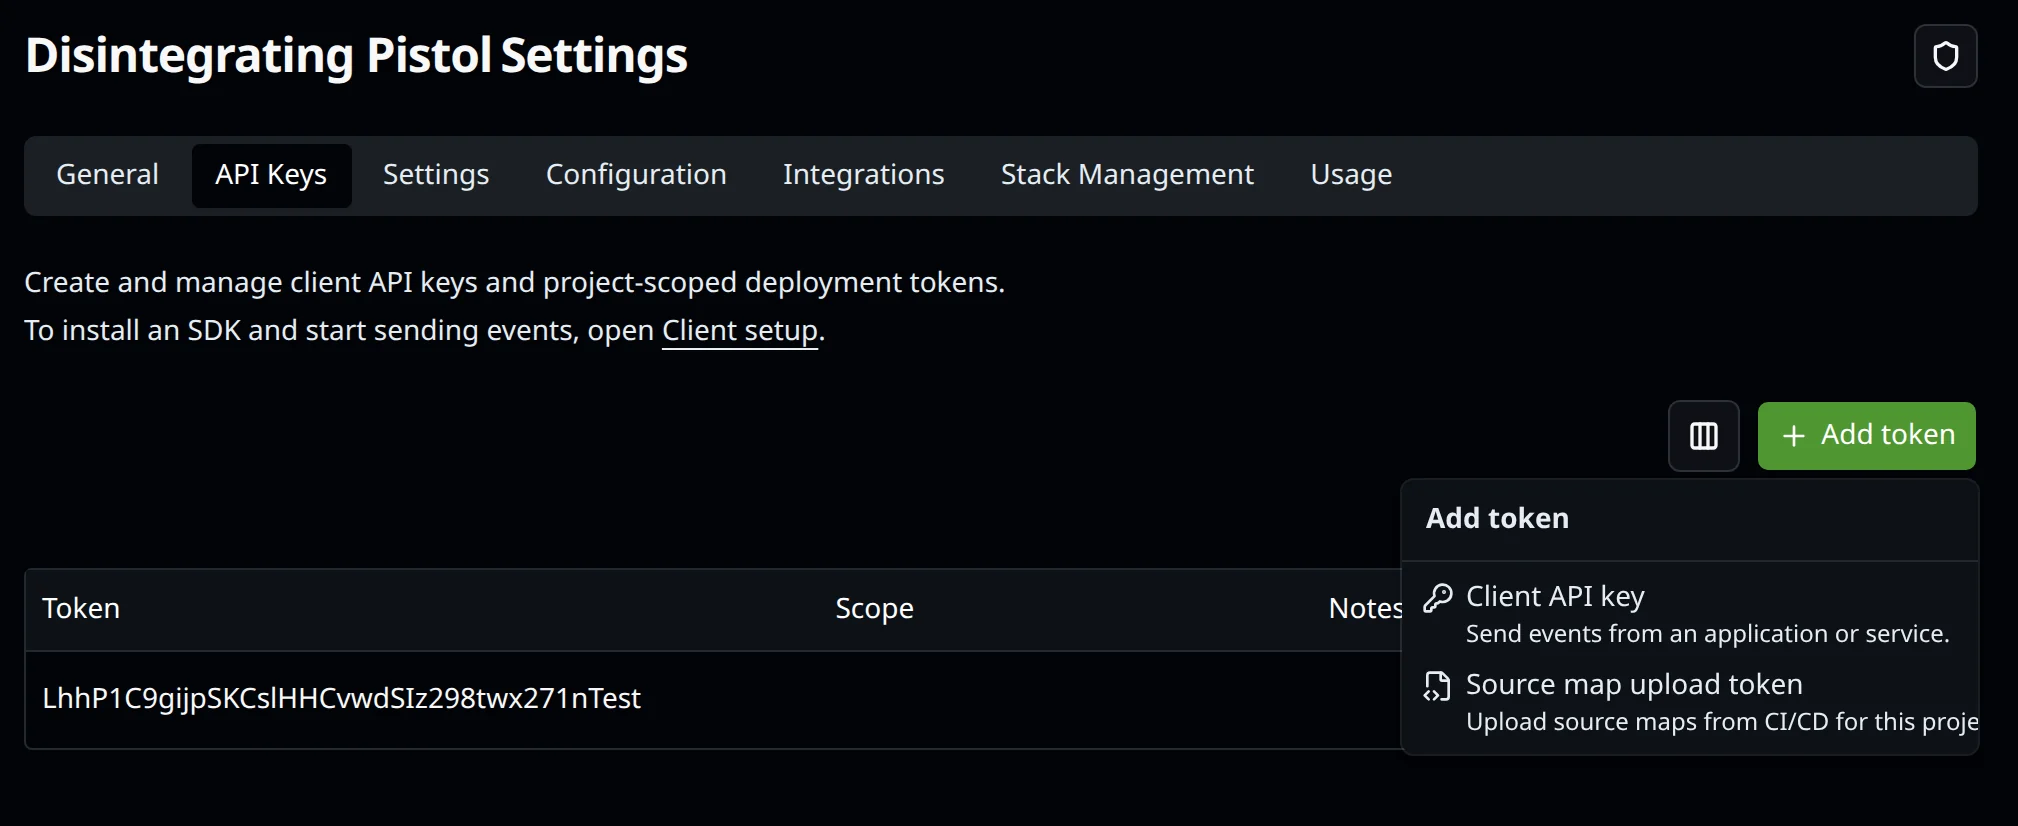 Disintegrating Pistol Settings
General API Keys Settings Configuration Integrations Stack Management Usage
Create and manage client API keys and project-scoped deployment tokens.
To install an SDK and start sending events, open Client setup.
Add token
Add token
Client API key
Send events from an application or service.
Source map upload token
Upload source maps from CI/CD for this proje
Token Scope Notes
LhhP1C9gijpSKCslHHCvwdSIz298twx271nTest